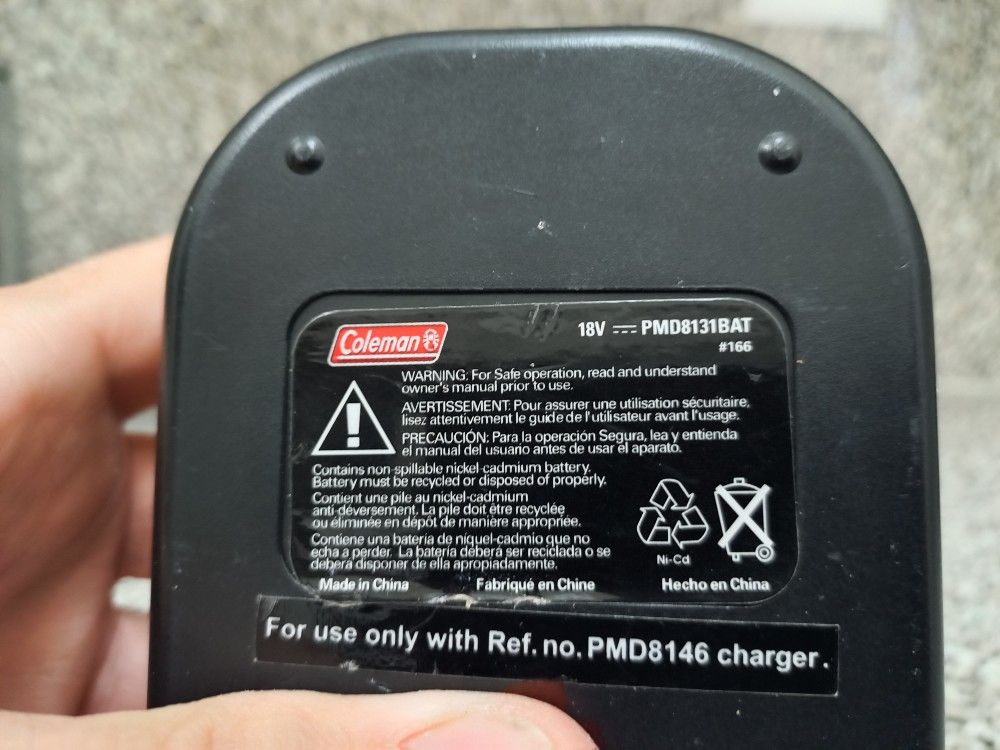 Coleman
18V PMD8131BAT
#166
WARNING: For Safe operation, read and understand
owner's manual prior to use.
AVERTISSEMENT: Pour assurer une utilisation sécuritaire,
lisez attentivement le guide de l'utilisateur avant l'usage.
PRECAUCIÓN: Para la operación Segura, lea y entienda
el manual del usuario antes de usar el aparato.
Contains non-spillable nickel-cadmium battery.
Battery must be recycled or disposed of properly.
Contient une pile au nickel-cadmium
anti-déversement. La pile doit être recyclée
ou éliminée en dépôt de manière appropriée.
Contiene una batería de níquel-cadmio que no
echa a perder. La batería deberá ser reciclada o se
deberá disponer de ella apropiadamente.
Ni-Cd
Made in China Fabriqué en Chine Hecho en China
For use only with Ref. no. PMD8146 charger.